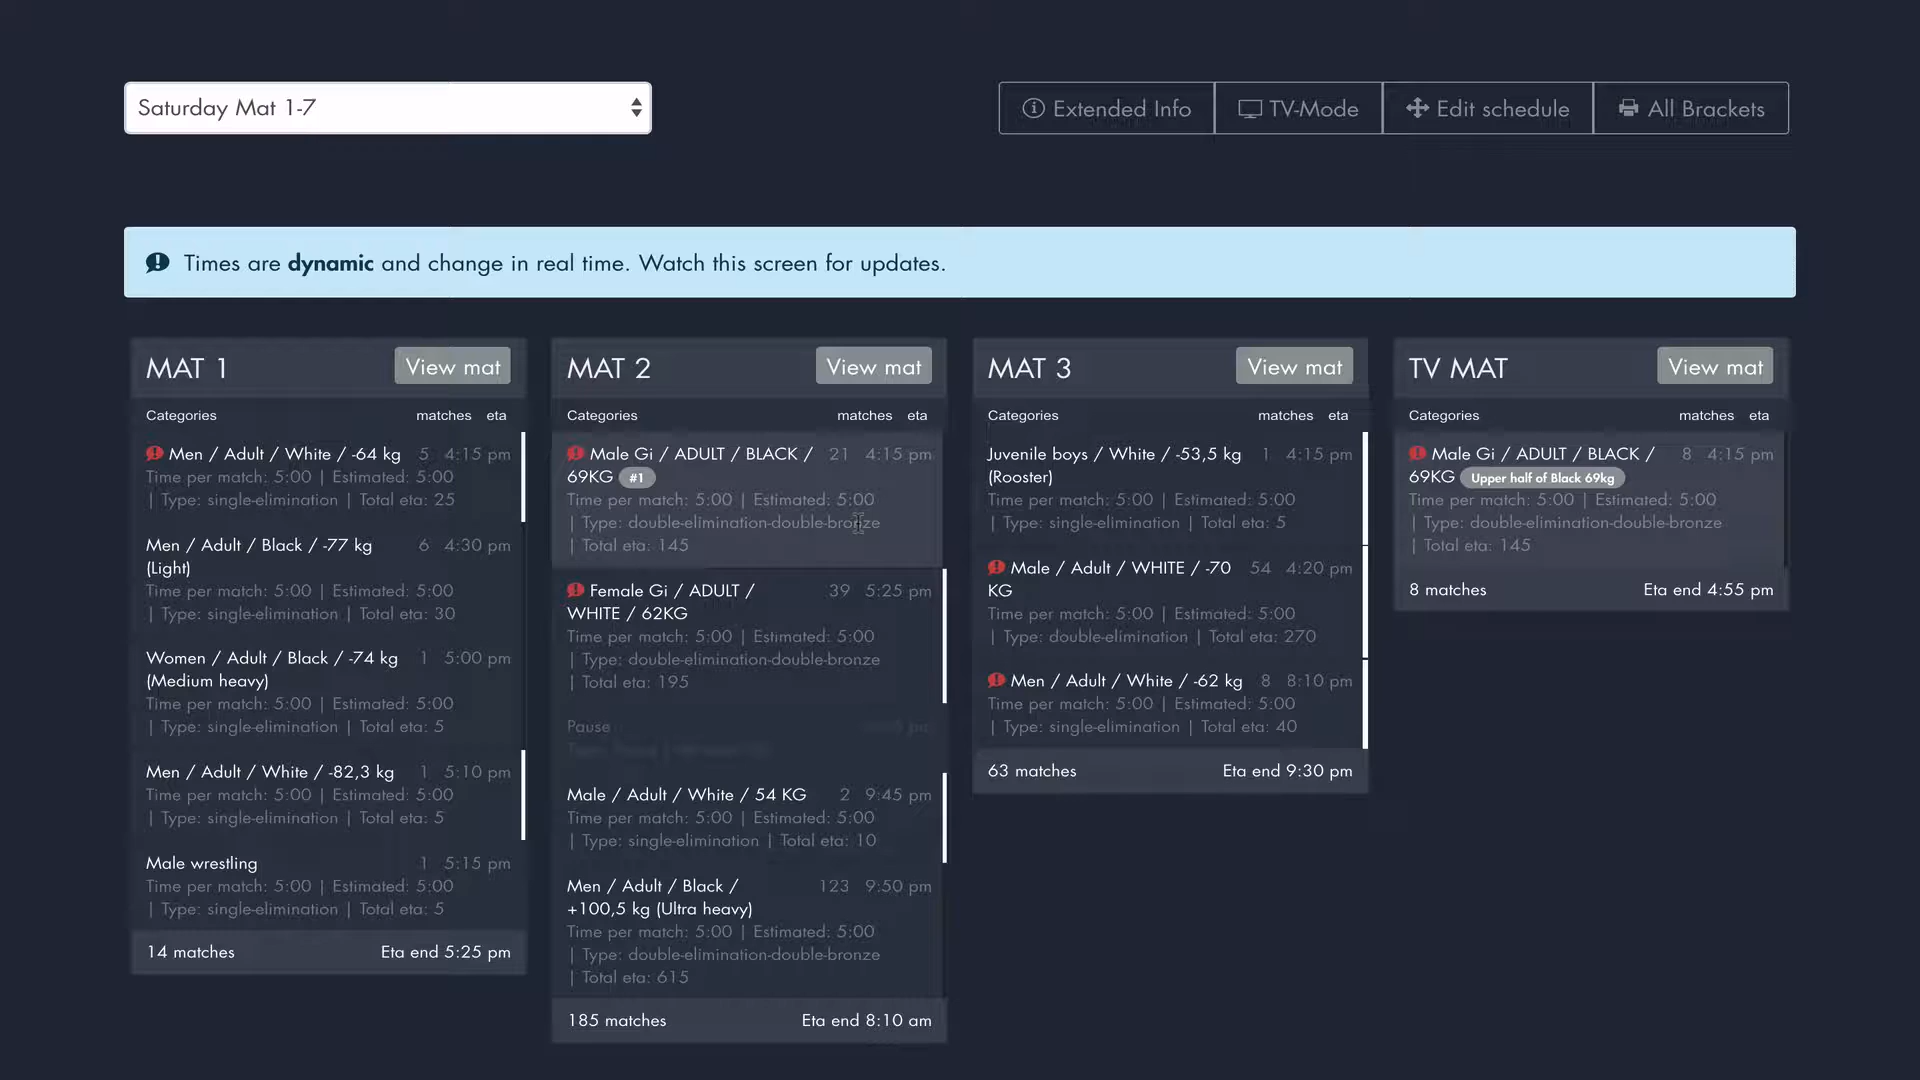 Saturday Mat 1-7
Extended Info
TV-Mode
Edit schedule
All Brackets
Times are dynamic and change in real time. Watch this screen for updates.
MAT 1
View mat
Categories matches eta
Men / Adult / White / -64 kg 5 4:15 pm
Time per match: 5:00 | Estimated: 5:00
| Type: single-elimination | Total eta: 25
Men / Adult / Black / -77 kg 6 4:30 pm
(Light)
Time per match: 5:00 | Estimated: 5:00
| Type: single-elimination | Total eta: 30
Women / Adult / Black / -74 kg 1 5:00 pm
(Medium heavy)
Time per match: 5:00 | Estimated: 5:00
| Type: single-elimination | Total eta: 5
Men / Adult / White / -82,3 kg 1 5:10 pm
Time per match: 5:00 | Estimated: 5:00
| Type: single-elimination | Total eta: 5
Male wrestling 1 5:15 pm
Time per match: 5:00 | Estimated: 5:00
| Type: single-elimination | Total eta: 5
14 matches Eta end 5:25 pm
MAT 2
View mat
Categories matches eta
Male Gi / ADULT / BLACK / 21 4:15 pm
69KG #1
Time per match: 5:00 | Estimated: 5:00
| Type: double-elimination-double-bronze
| Total eta: 145
Female Gi / ADULT / 39 5:25 pm
WHITE / 62KG
Time per match: 5:00 | Estimated: 5:00
| Type: double-elimination-double-bronze
| Total eta: 195
Pause
Male / Adult / White / 54 KG 2 9:45 pm
Time per match: 5:00 | Estimated: 5:00
| Type: single-elimination | Total eta: 10
Men / Adult / Black / 123 9:50 pm
+100,5 kg (Ultra heavy)
Time per match: 5:00 | Estimated: 5:00
| Type: double-elimination-double-bronze
| Total eta: 615
185 matches Eta end 8:10 am
MAT 3
View mat
Categories matches eta
Juvenile boys / White / -53,5 kg 1 4:15 pm
(Rooster)
Time per match: 5:00 | Estimated: 5:00
| Type: single-elimination | Total eta: 5
Male / Adult / WHITE / -70 54 4:20 pm
KG
Time per match: 5:00 | Estimated: 5:00
| Type: double-elimination | Total eta: 270
Men / Adult / White / -62 kg 8 8:10 pm
Time per match: 5:00 | Estimated: 5:00
| Type: single-elimination | Total eta: 40
63 matches Eta end 9:30 pm
TV MAT
View mat
Categories matches eta
Male Gi / ADULT / BLACK / 8 4:15 pm
69KG Upper half of Black 69kg
Time per match: 5:00 | Estimated: 5:00
| Type: double-elimination-double-bronze
| Total eta: 145
8 matches Eta end 4:55 pm